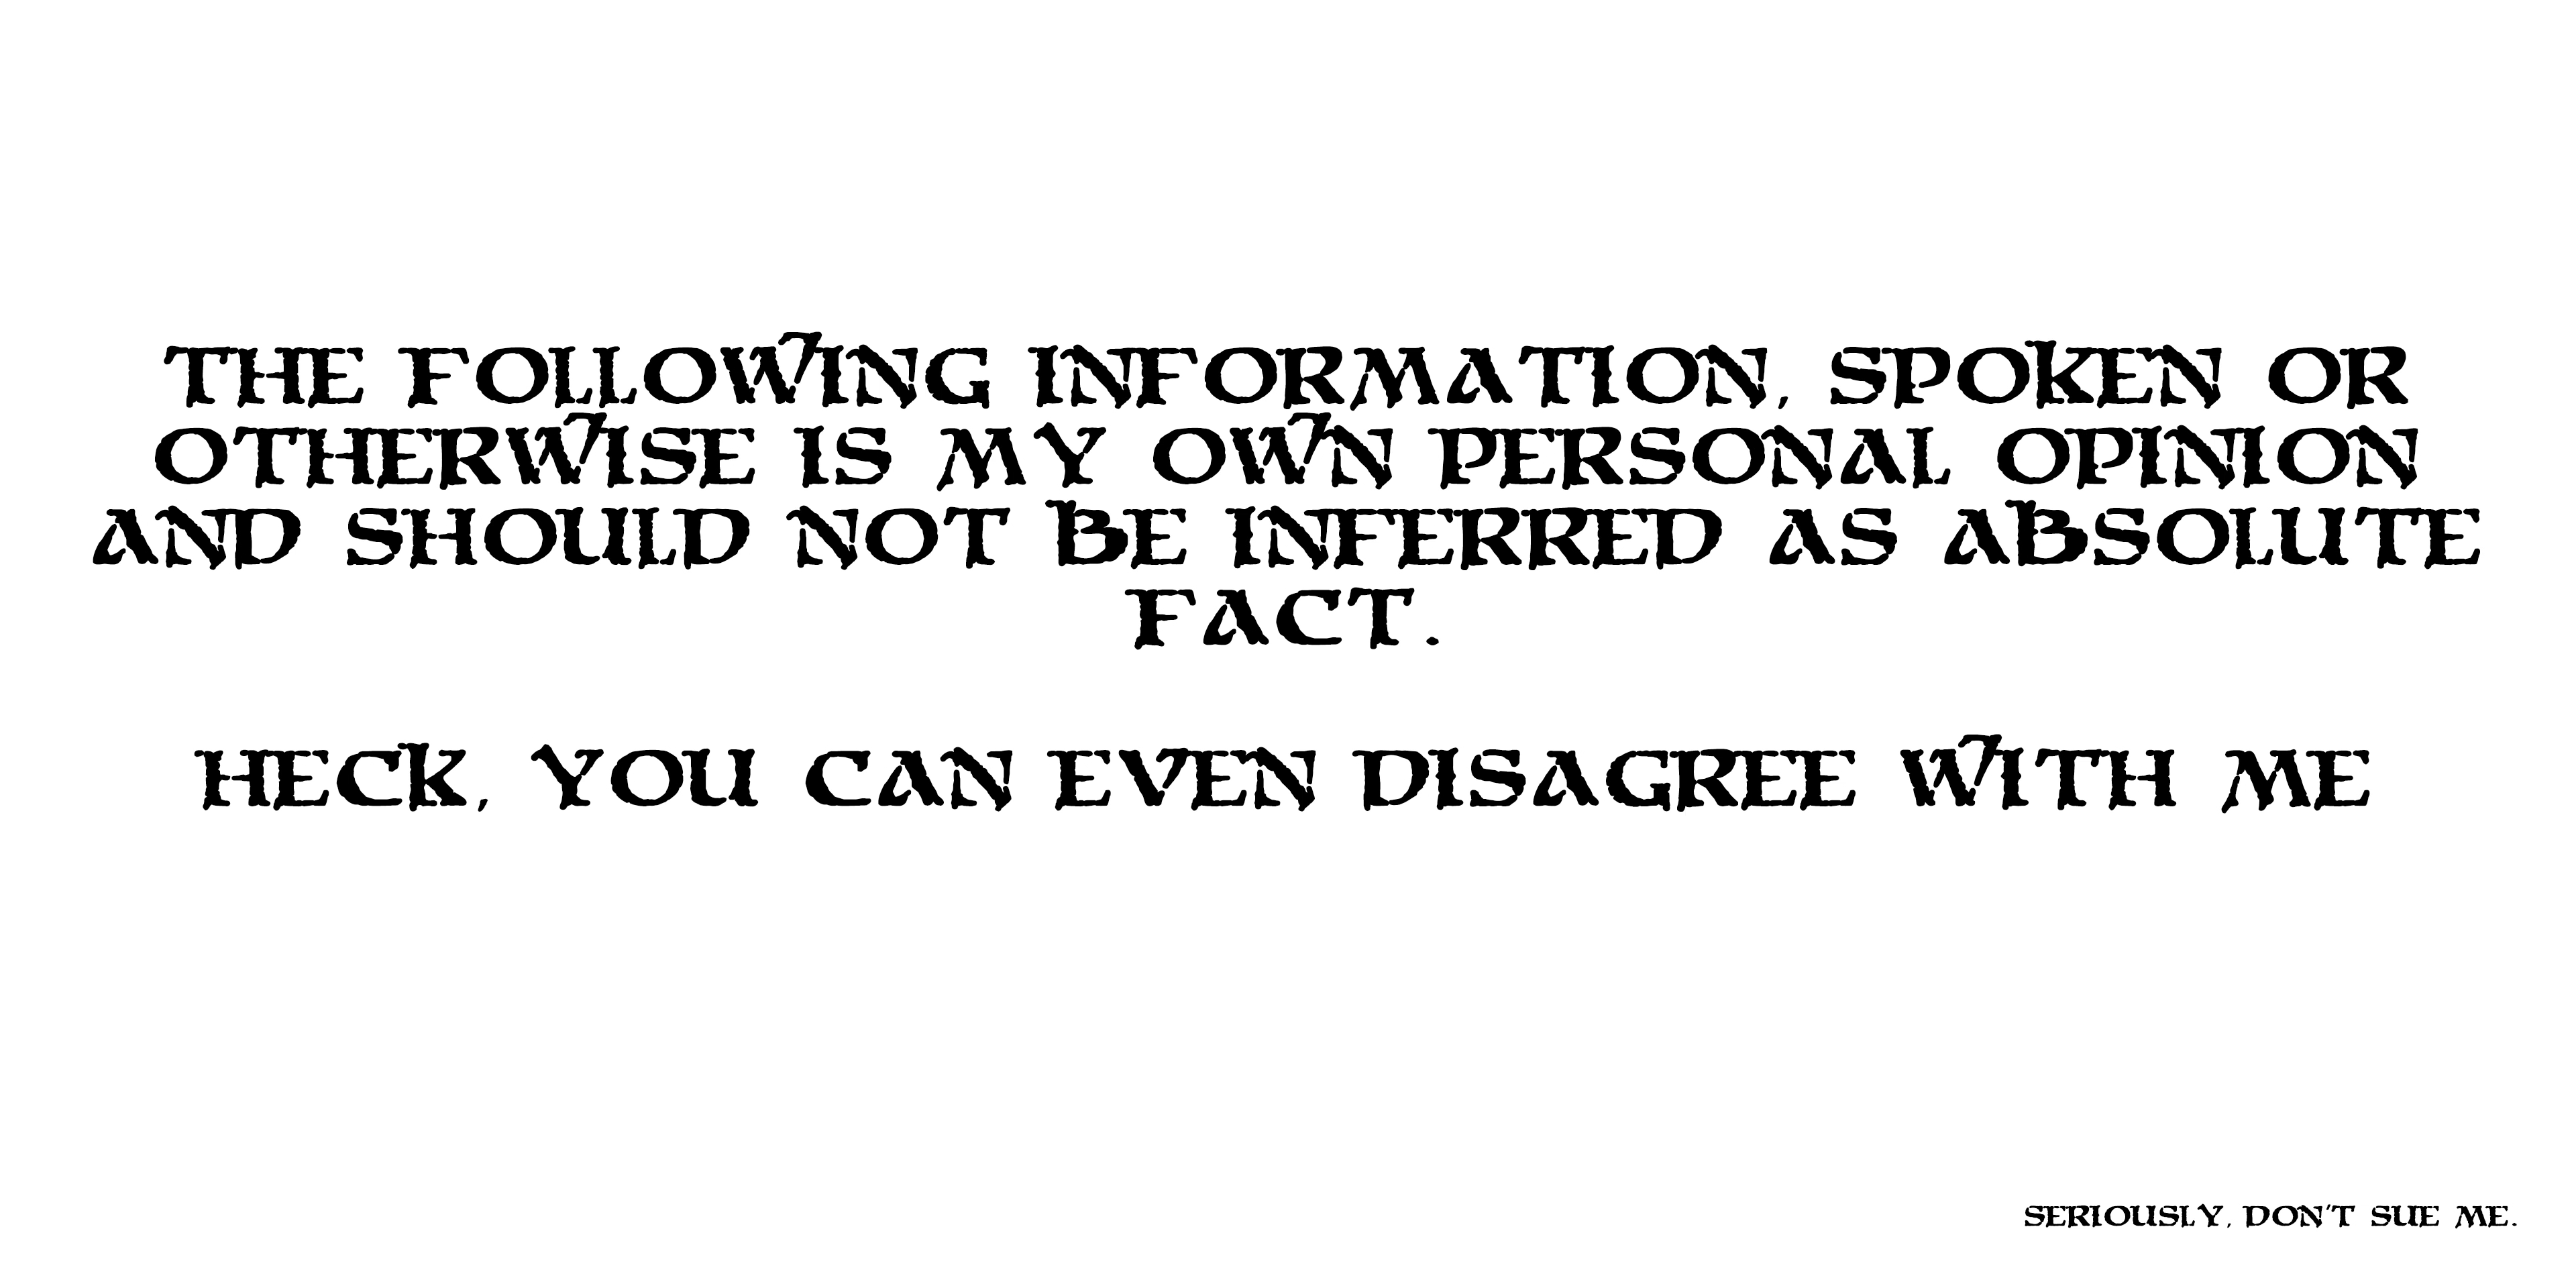 THE FOLLOWING INFORMATION, SPOKEN OR
OTHERWISE IS MY OWN PERSONAL OPINION
AND SHOULD NOT BE INFERRED AS ABSOLUTE
FACT.
HECK, YOU CAN EVEN DISAGREE WITH ME
SERIOUSLY, DON'T SUE ME.